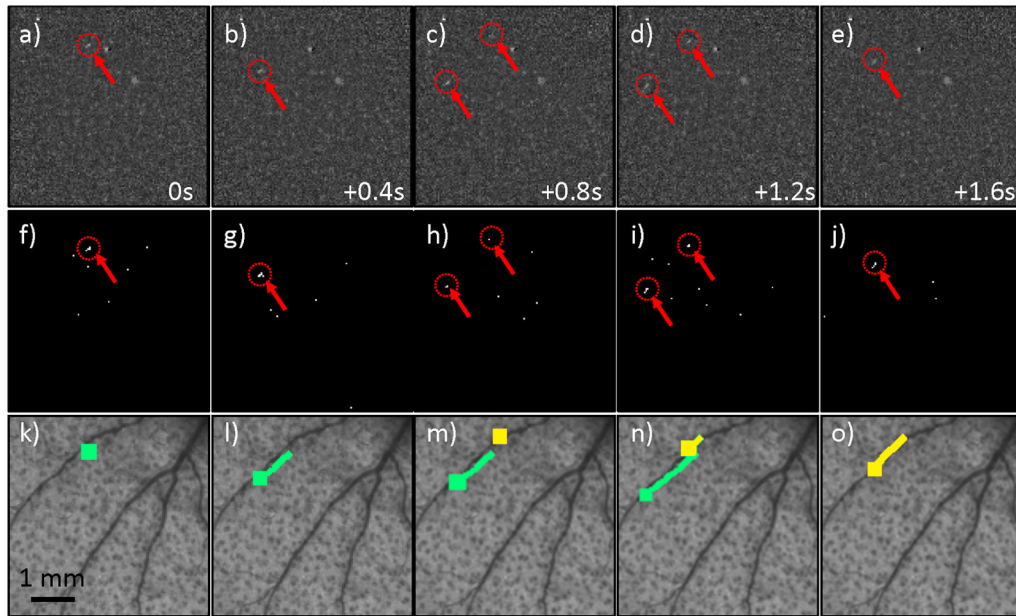 a) b) c) d) e)
0s +0.4s +0.8s +1.2s +1.6s
f) g) h) i) j)
k) l) m) n) o)
1 mm